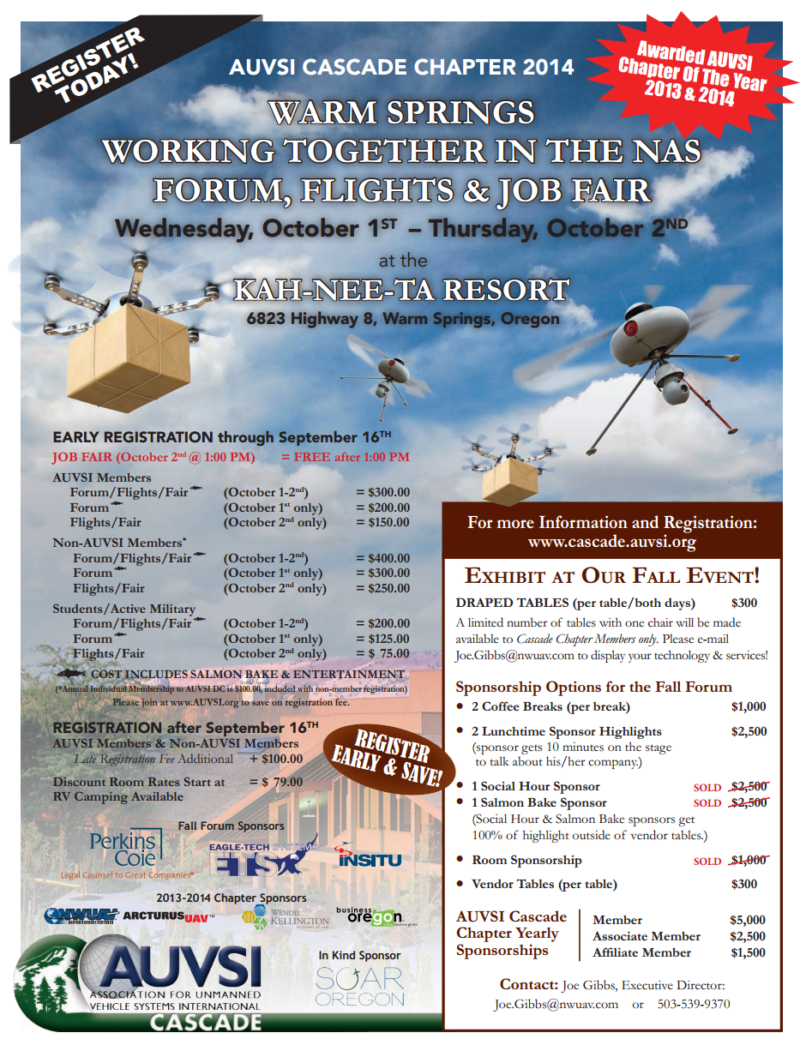 REGISTER
TODAY!
AUVSI CASCADE CHAPTER 2014
Awarded AUVSI
Chapter Of The Year
2013 & 2014
WARM SPRINGS
WORKING TOGETHER IN THE NAS
FORUM, FLIGHTS & JOB FAIR
Wednesday, October 1ST – Thursday, October 2ND
at the
KAH-NEE-TA RESORT
6823 Highway 8, Warm Springs, Oregon
EARLY REGISTRATION through September 16TH
JOB FAIR (October 2nd @ 1:00 PM) = FREE after 1:00 PM
AUVSI Members
Forum/Flights/Fair (October 1-2nd) = $300.00
Forum (October 1st only) = $200.00
Flights/Fair (October 2nd only) = $150.00
Non-AUVSI Members*
Forum/Flights/Fair (October 1-2nd) = $400.00
Forum (October 1st only) = $300.00
Flights/Fair (October 2nd only) = $250.00
Students/Active Military
Forum/Flights/Fair (October 1-2nd) = $200.00
Forum (October 1st only) = $125.00
Flights/Fair (October 2nd only) = $ 75.00
COST INCLUDES SALMON BAKE & ENTERTAINMENT
(*Annual Individual Membership to AUVSI DC is $100.00, included with non-member registration)
Please join at www.AUVSI.org to save on registration fee.
REGISTRATION after September 16TH
AUVSI Members & Non-AUVSI Members
Late Registration Fee Additional + $100.00
Discount Room Rates Start at = $ 79.00
RV Camping Available
REGISTER
EARLY & SAVE!
Fall Forum Sponsors
Perkins
Coie
Legal Counsel to Great Companies®
EAGLE-TECH SYSTEMS
ETS
INSITU
2013-2014 Chapter Sponsors
NWUAV
ARCTURUS UAV™
WENDIE
KELLINGTON
business
oregon
In Kind Sponsor
SOAR
OREGON
AUVSI
ASSOCIATION FOR UNMANNED
VEHICLE SYSTEMS INTERNATIONAL
CASCADE
For more Information and Registration:
www.cascade.auvsi.org
EXHIBIT AT OUR FALL EVENT!
DRAPED TABLES (per table/both days) $300
A limited number of tables with one chair will be made
available to Cascade Chapter Members only. Please e-mail
Joe.Gibbs@nwuav.com to display your technology & services!
Sponsorship Options for the Fall Forum
• 2 Coffee Breaks (per break) $1,000
• 2 Lunchtime Sponsor Highlights $2,500
(sponsor gets 10 minutes on the stage
to talk about his/her company.)
• 1 Social Hour Sponsor SOLD $2,500
• 1 Salmon Bake Sponsor SOLD $2,500
(Social Hour & Salmon Bake sponsors get
100% of highlight outside of vendor tables.)
• Room Sponsorship SOLD $1,000
• Vendor Tables (per table) $300
AUVSI Cascade
Chapter Yearly
Sponsorships
Member $5,000
Associate Member $2,500
Affiliate Member $1,500
Contact: Joe Gibbs, Executive Director:
Joe.Gibbs@nwuav.com or 503-539-9370